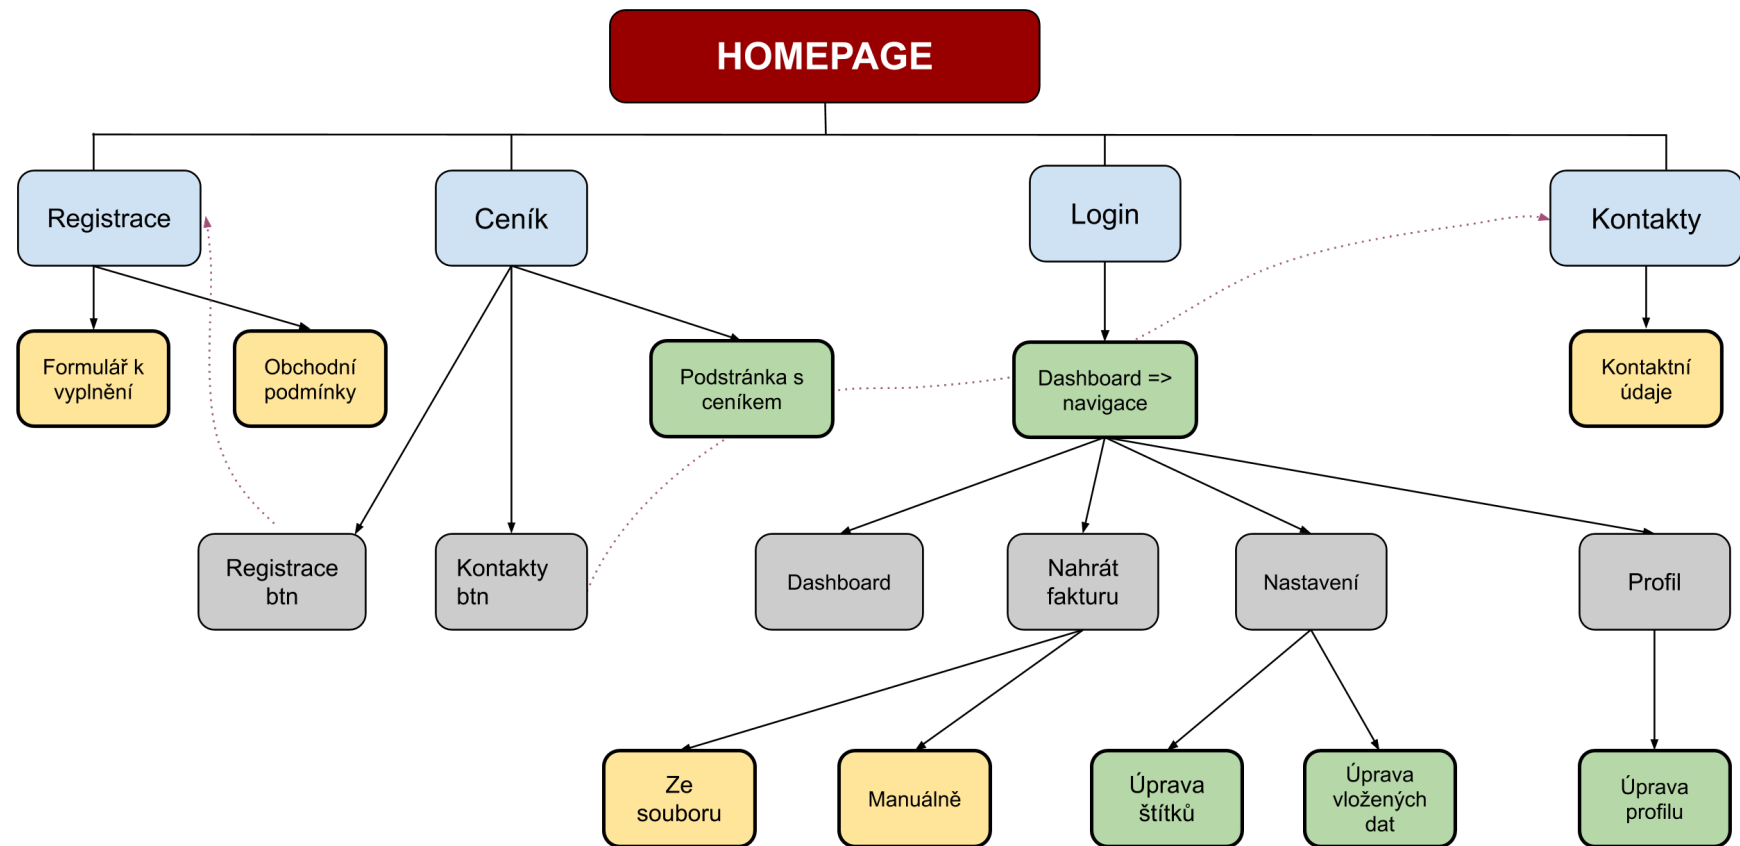 HOMEPAGE
Registrace
Ceník
Login
Kontakty
Formulář k
vyplnění
Obchodní
podmínky
Podstránka s
ceníkem
Dashboard =>
navigace
Kontaktní
údaje
Registrace
btn
Kontakty
btn
Dashboard
Nahrát
fakturu
Nastavení
Profil
Ze
souboru
Manuálně
Úprava
štítků
Úprava
vložených
dat
Úprava
profilu